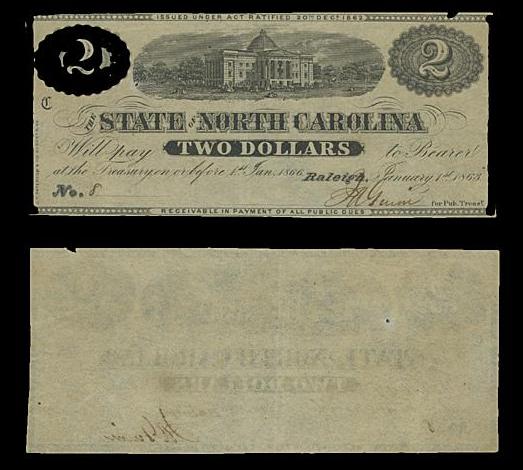 ISSUED UNDER ACT RATIFIED 20TH DEC. 1862
2 2
C
THE STATE OF NORTH CAROLINA
Will pay TWO DOLLARS to Bearer
at the Treasury, on or before 1st Jan. 1866. Raleigh, January 1st 1863
No. 8
for Pub. Treasr.
RECEIVABLE IN PAYMENT OF ALL PUBLIC DUES